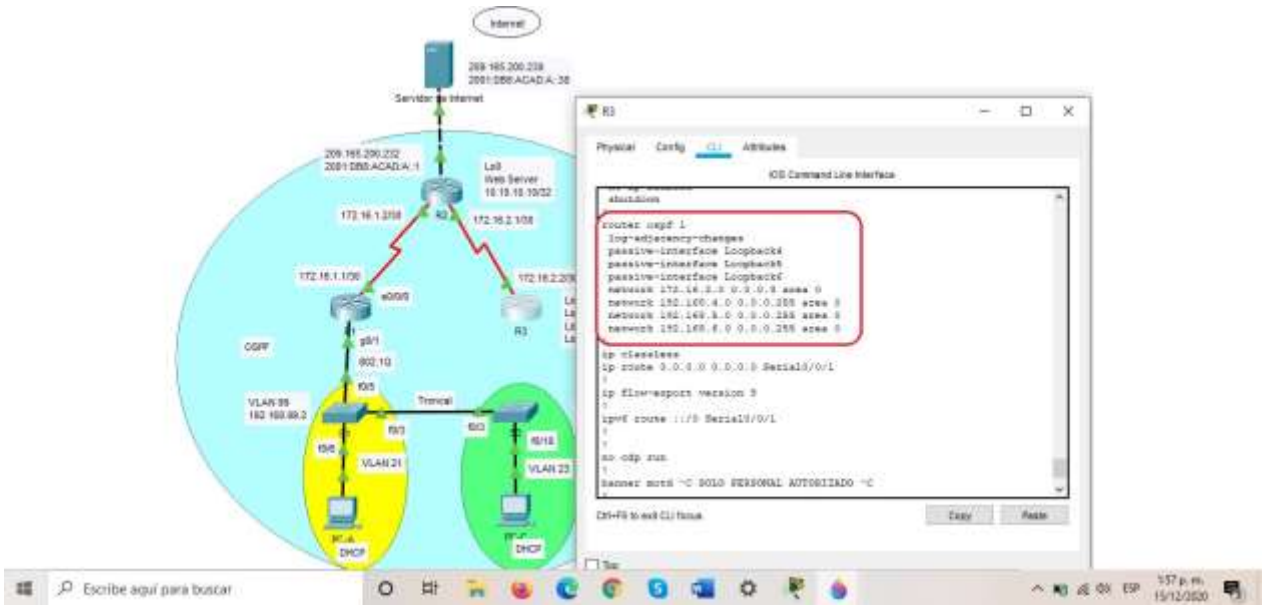 Internet
209.165.200.238
2001:DB8:ACAD:A::38
Servidor de Internet
209.165.200.232
2001:DB8:ACAD:A::1
Lo0
Web Server
10.10.10.10/32
R2
172.16.1.2/30
172.16.2.1/30
172.16.1.1/30
172.16.2.2/30
s0/0/0
R3
g0/1
OSPF
802.1Q
f0/5
VLAN 99
192.168.99.2
Troncal
f0/3
f0/3
f0/6
f0/18
VLAN 21
VLAN 23
PC-A
DHCP
PC-C
DHCP
R3
Physical Config CLI Attributes
IOS Command Line Interface
shutdown
router ospf 1
log-adjacency-changes
passive-interface Loopback4
passive-interface Loopback5
passive-interface Loopback6
network 172.16.2.0 area 0
network 192.168.4.0 0.0.0.255 area 0
network 192.168.5.0 0.0.0.255 area 0
network 192.168.6.0 0.0.0.255 area 0
ip classless
ip route 0.0.0.0 0.0.0.0 Serial0/0/1
!
ip flow-export version 9
!
ipv6 route ::/0 Serial0/0/1
!
!
no cdp run
!
banner motd ^C SOLO PERSONAL AUTORIZADO ^C
!
Ctrl+F6 to exit CLI focus
Copy Paste
Top
Escribe aquí para buscar
ESP
1:57 p. m.
15/12/2020